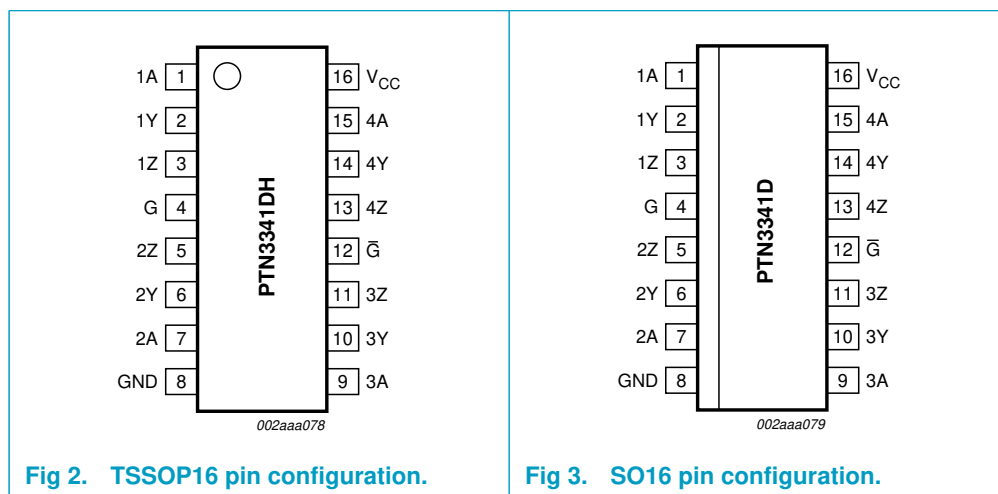 1A 1 16 VCC
1Y 2 15 4A
1Z 3 14 4Y
G 4 13 4Z
2Z 5 12 G̅
2Y 6 11 3Z
2A 7 10 3Y
GND 8 9 3A
PTN3341DH
002aaa078
Fig 2. TSSOP16 pin configuration.
1A 1 16 VCC
1Y 2 15 4A
1Z 3 14 4Y
G 4 13 4Z
2Z 5 12 G̅
2Y 6 11 3Z
2A 7 10 3Y
GND 8 9 3A
PTN3341D
002aaa079
Fig 3. SO16 pin configuration.